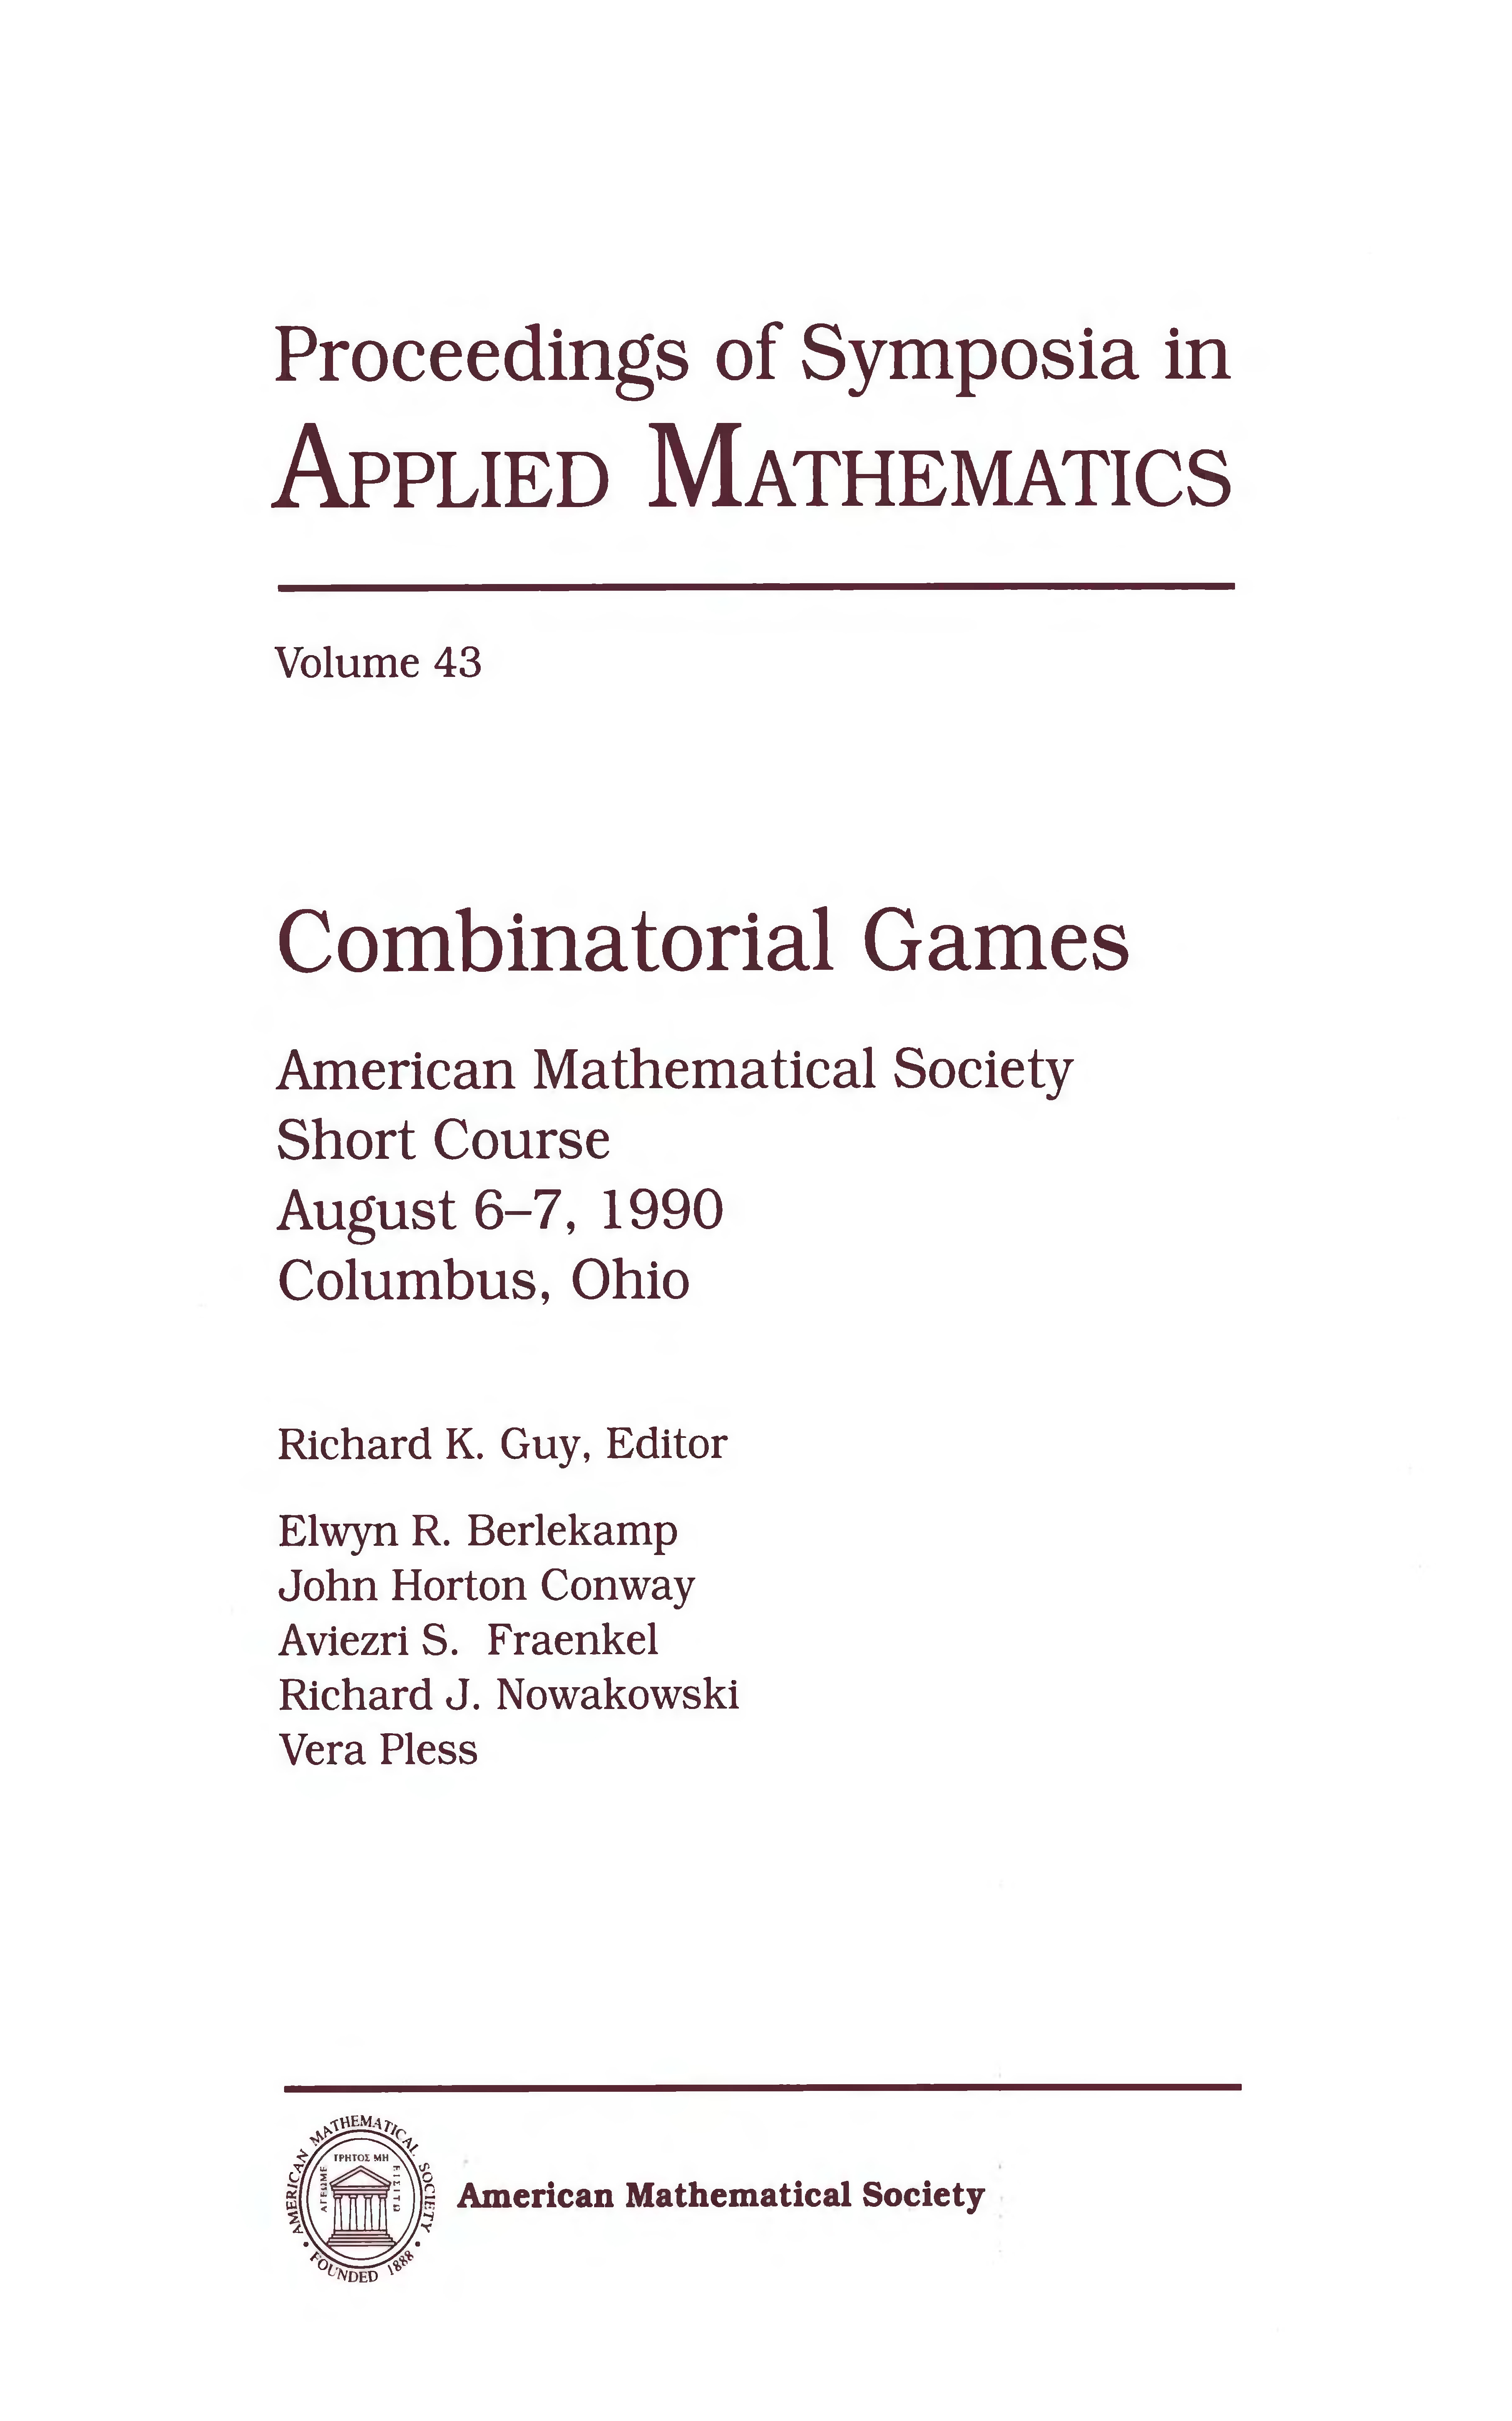 Proceedings of Symposia in
APPLIED MATHEMATICS
Volume 43
Combinatorial Games
American Mathematical Society
Short Course
August 6–7, 1990
Columbus, Ohio
Richard K. Guy, Editor
Elwyn R. Berlekamp
John Horton Conway
Aviezri S. Fraenkel
Richard J. Nowakowski
Vera Pless
AMERICAN MATHEMATICAL SOCIETY
ΑΓΕΩΜΕ
ΤΡΗΤΟΣ ΜΗ
ΕΙΣΙΤΩ
FOUNDED 1888
American Mathematical Society